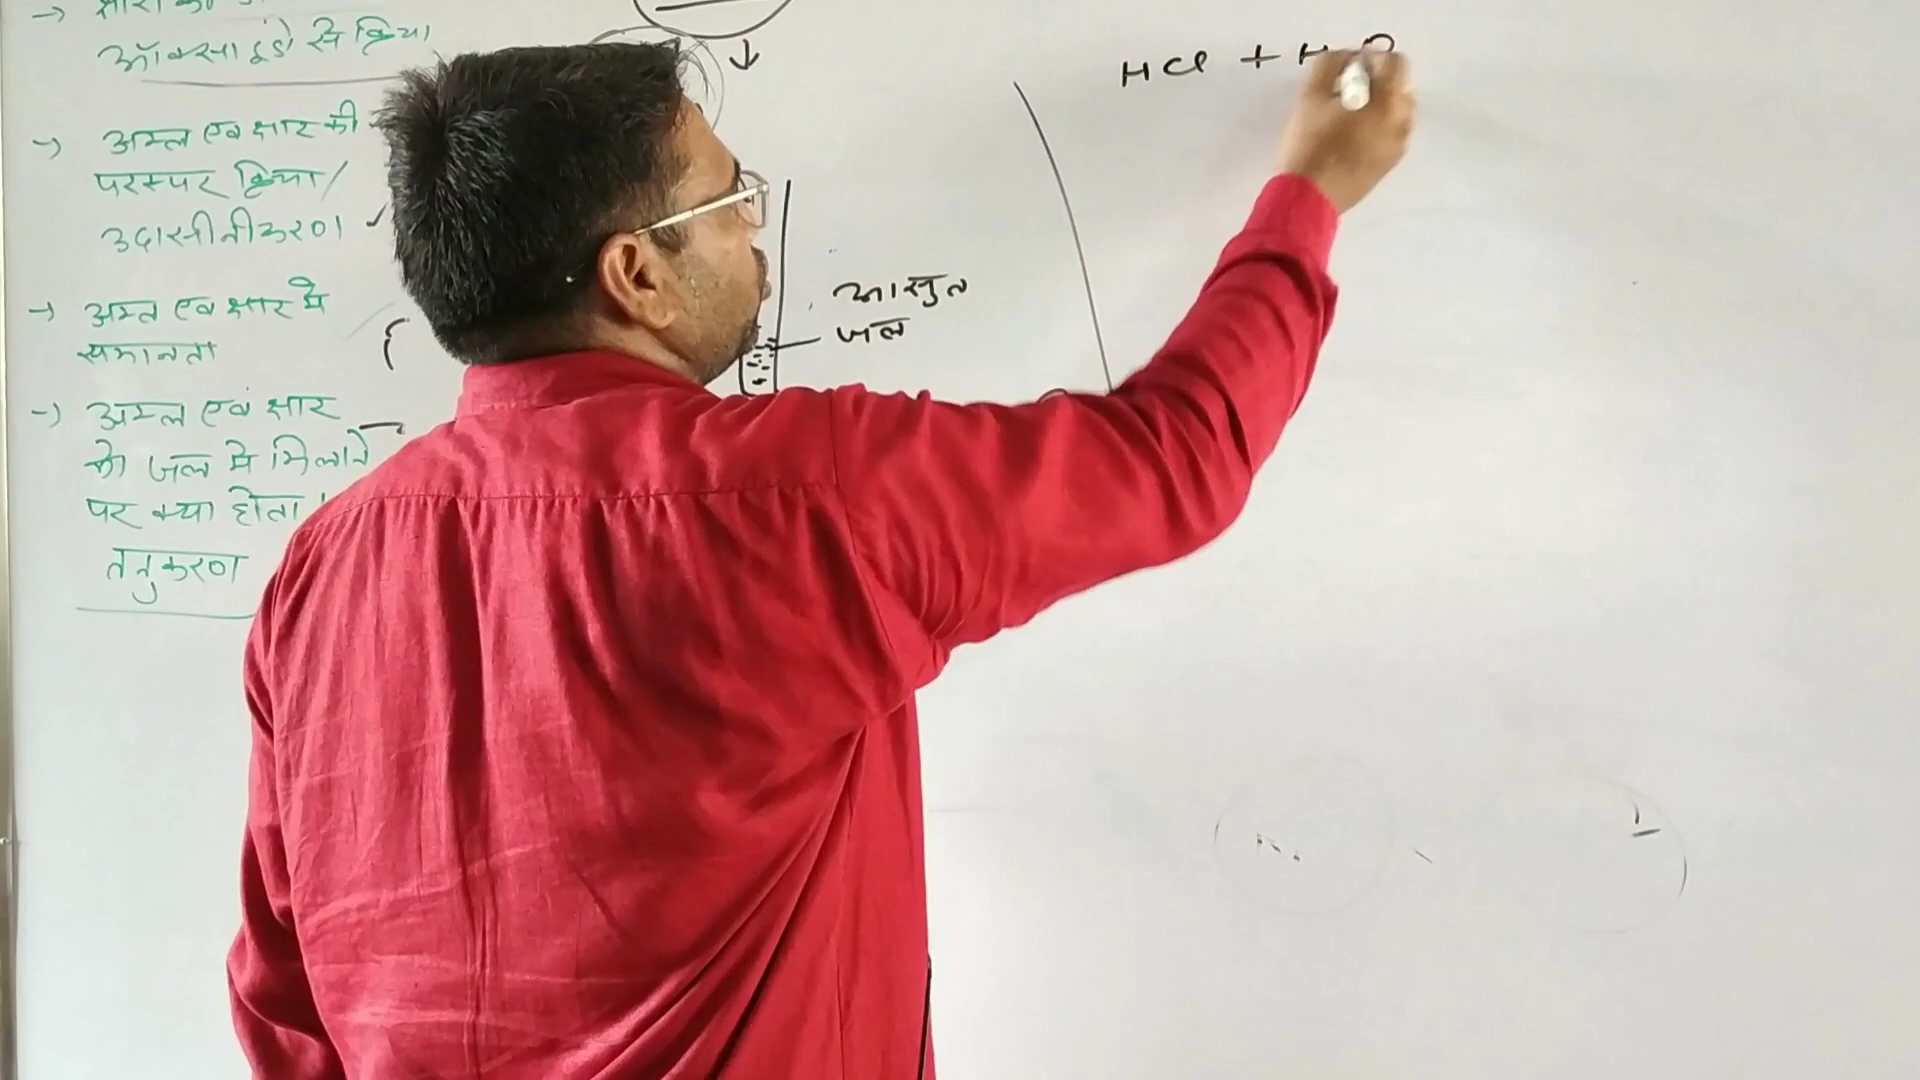 → क्षारो की
ऑक्साइडो से क्रिया
→ अम्ल एवं क्षार की
परस्पर क्रिया/
उदासीनीकरण
→ अम्ल एवं क्षार मे
समानता
→ अम्ल एवं क्षार
को जल मे मिलाने
पर क्या होता।
तनुकरण
आसुत
जल
HCl + H2O